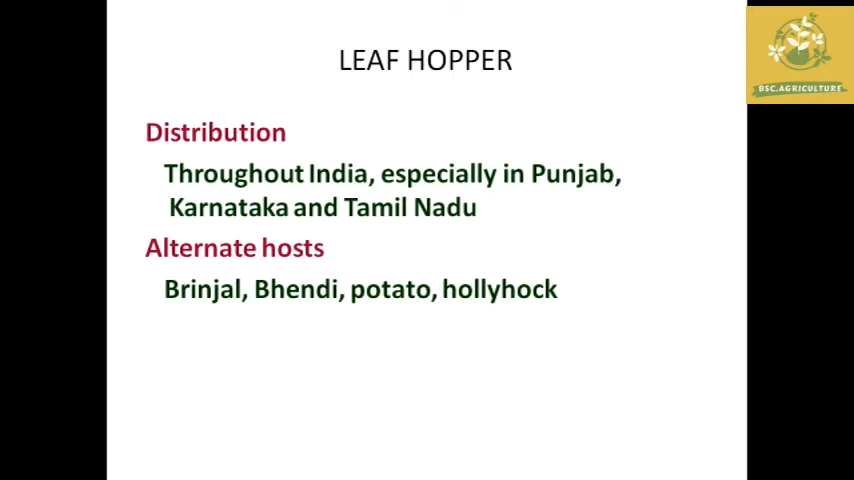 LEAF HOPPER
BSC.AGRICULTURE
Distribution
Throughout India, especially in Punjab,
Karnataka and Tamil Nadu
Alternate hosts
Brinjal, Bhendi, potato, hollyhock